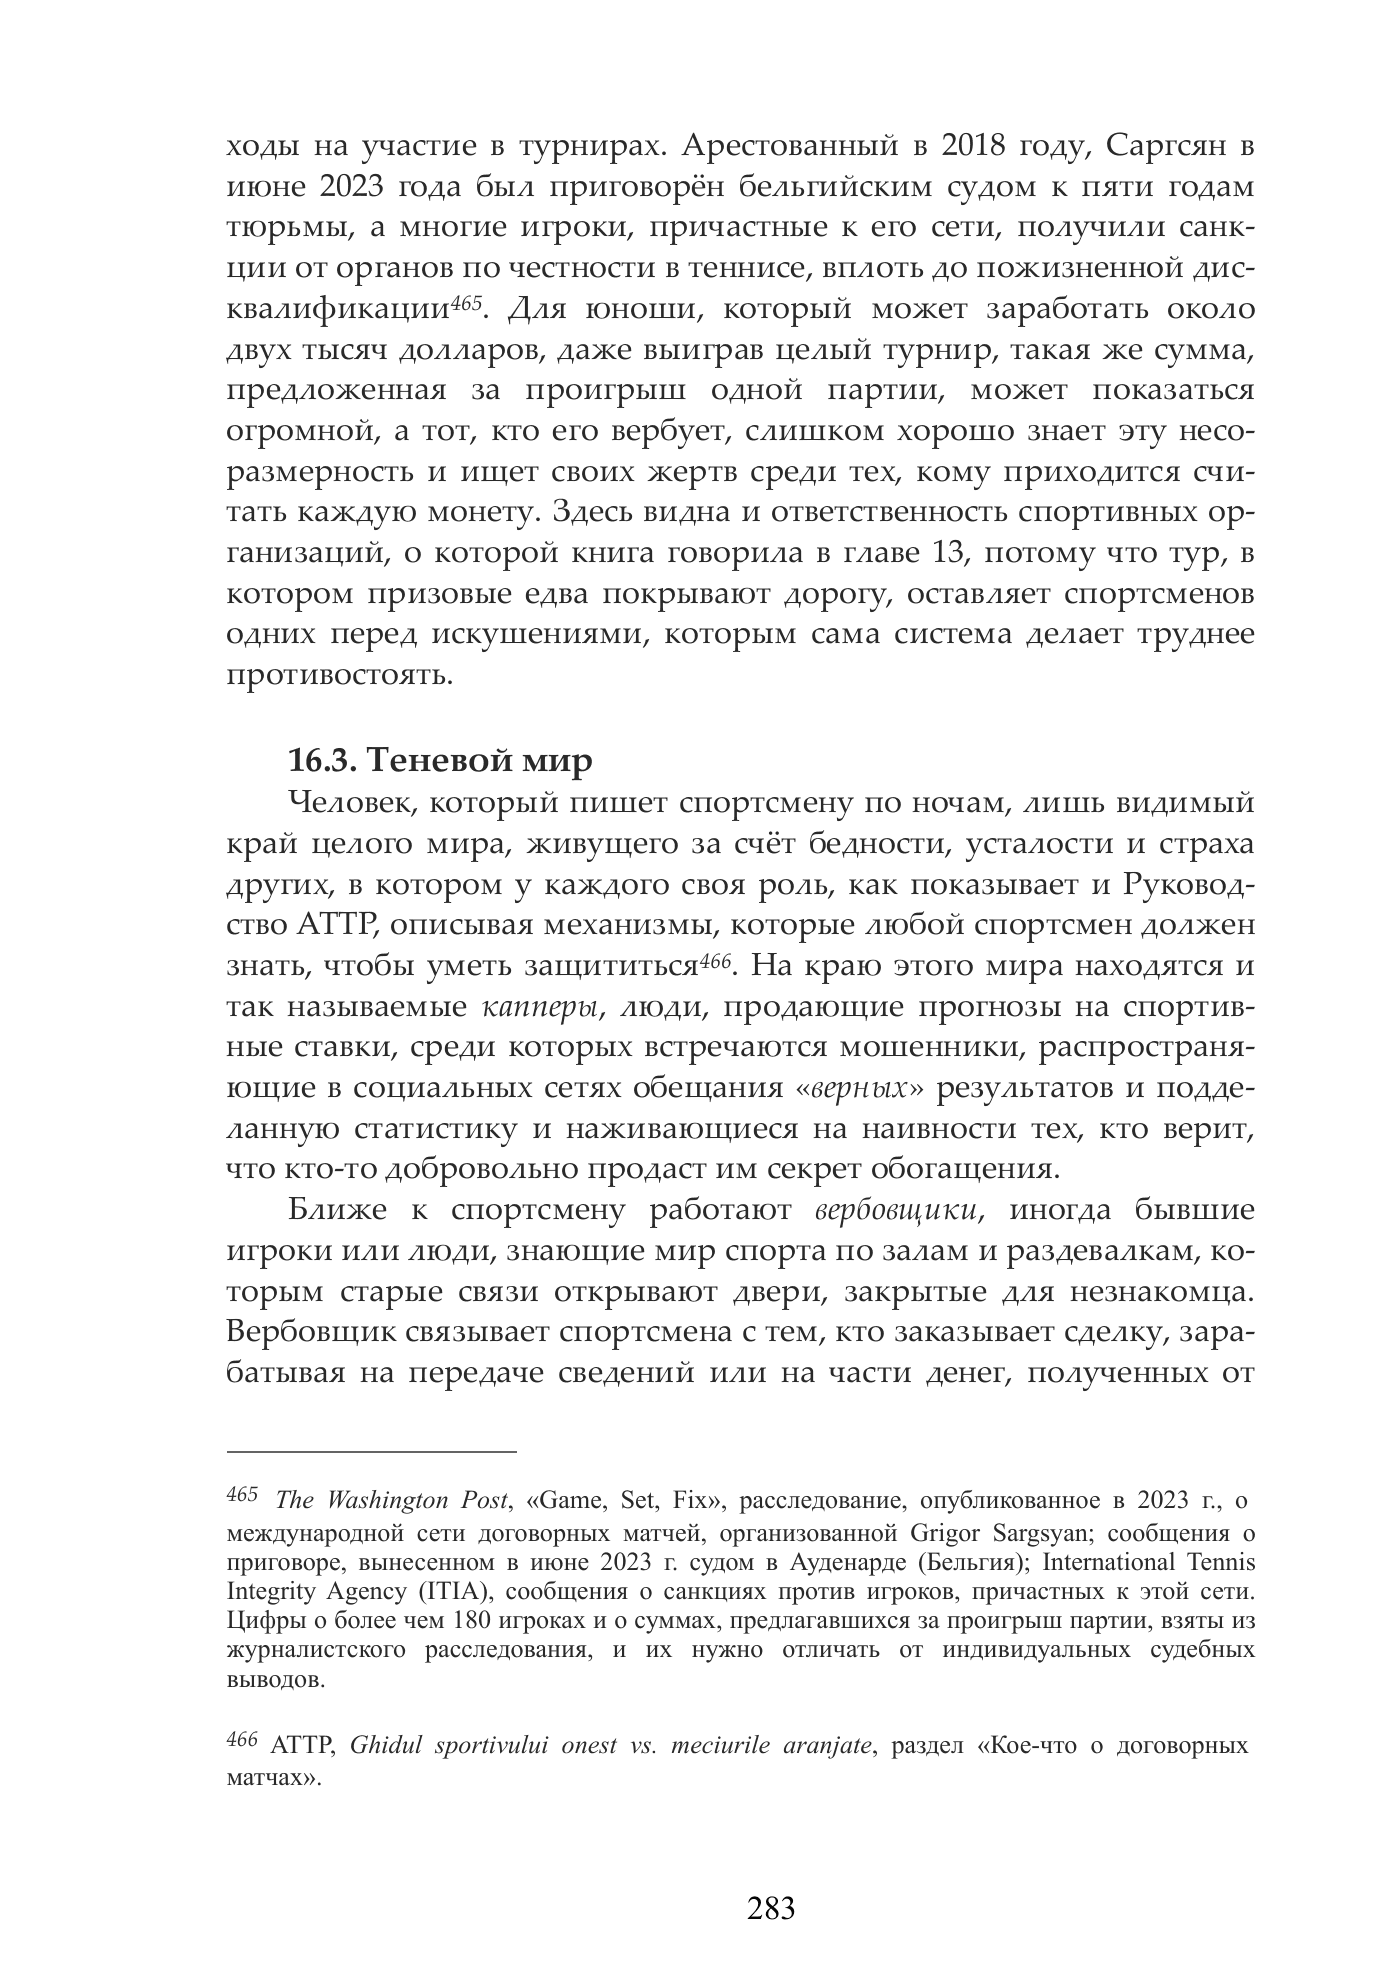 ходы на участие в турнирах. Арестованный в 2018 году, Саргсян в
июне 2023 года был приговорён бельгийским судом к пяти годам
тюрьмы, а многие игроки, причастные к его сети, получили санк-
ции от органов по честности в теннисе, вплоть до пожизненной дис-
квалификации465. Для юноши, который может заработать около
двух тысяч долларов, даже выиграв целый турнир, такая же сумма,
предложенная за проигрыш одной партии, может показаться
огромной, а тот, кто его вербует, слишком хорошо знает эту несо-
размерность и ищет своих жертв среди тех, кому приходится счи-
тать каждую монету. Здесь видна и ответственность спортивных ор-
ганизаций, о которой книга говорила в главе 13, потому что тур, в
котором призовые едва покрывают дорогу, оставляет спортсменов
одних перед искушениями, которым сама система делает труднее
противостоять.
16.3. Теневой мир
Человек, который пишет спортсмену по ночам, лишь видимый
край целого мира, живущего за счёт бедности, усталости и страха
других, в котором у каждого своя роль, как показывает и Руковод-
ство АТТР, описывая механизмы, которые любой спортсмен должен
знать, чтобы уметь защититься466. На краю этого мира находятся и
так называемые капперы, люди, продающие прогнозы на спортив-
ные ставки, среди которых встречаются мошенники, распространя-
ющие в социальных сетях обещания «верных» результатов и подде-
ланную статистику и наживающиеся на наивности тех, кто верит,
что кто-то добровольно продаст им секрет обогащения.
Ближе к спортсмену работают вербовщики, иногда бывшие
игроки или люди, знающие мир спорта по залам и раздевалкам, ко-
торым старые связи открывают двери, закрытые для незнакомца.
Вербовщик связывает спортсмена с тем, кто заказывает сделку, зара-
батывая на передаче сведений или на части денег, полученных от
465 The Washington Post, «Game, Set, Fix», расследование, опубликованное в 2023 г., о
международной сети договорных матчей, организованной Grigor Sargsyan; сообщения о
приговоре, вынесенном в июне 2023 г. судом в Ауденарде (Бельгия); International Tennis
Integrity Agency (ITIA), сообщения о санкциях против игроков, причастных к этой сети.
Цифры о более чем 180 игроках и о суммах, предлагавшихся за проигрыш партии, взяты из
журналистского расследования, и их нужно отличать от индивидуальных судебных
выводов.
466 ATTP, Ghidul sportivului onest vs. meciurile aranjate, раздел «Кое-что о договорных
матчах».
283